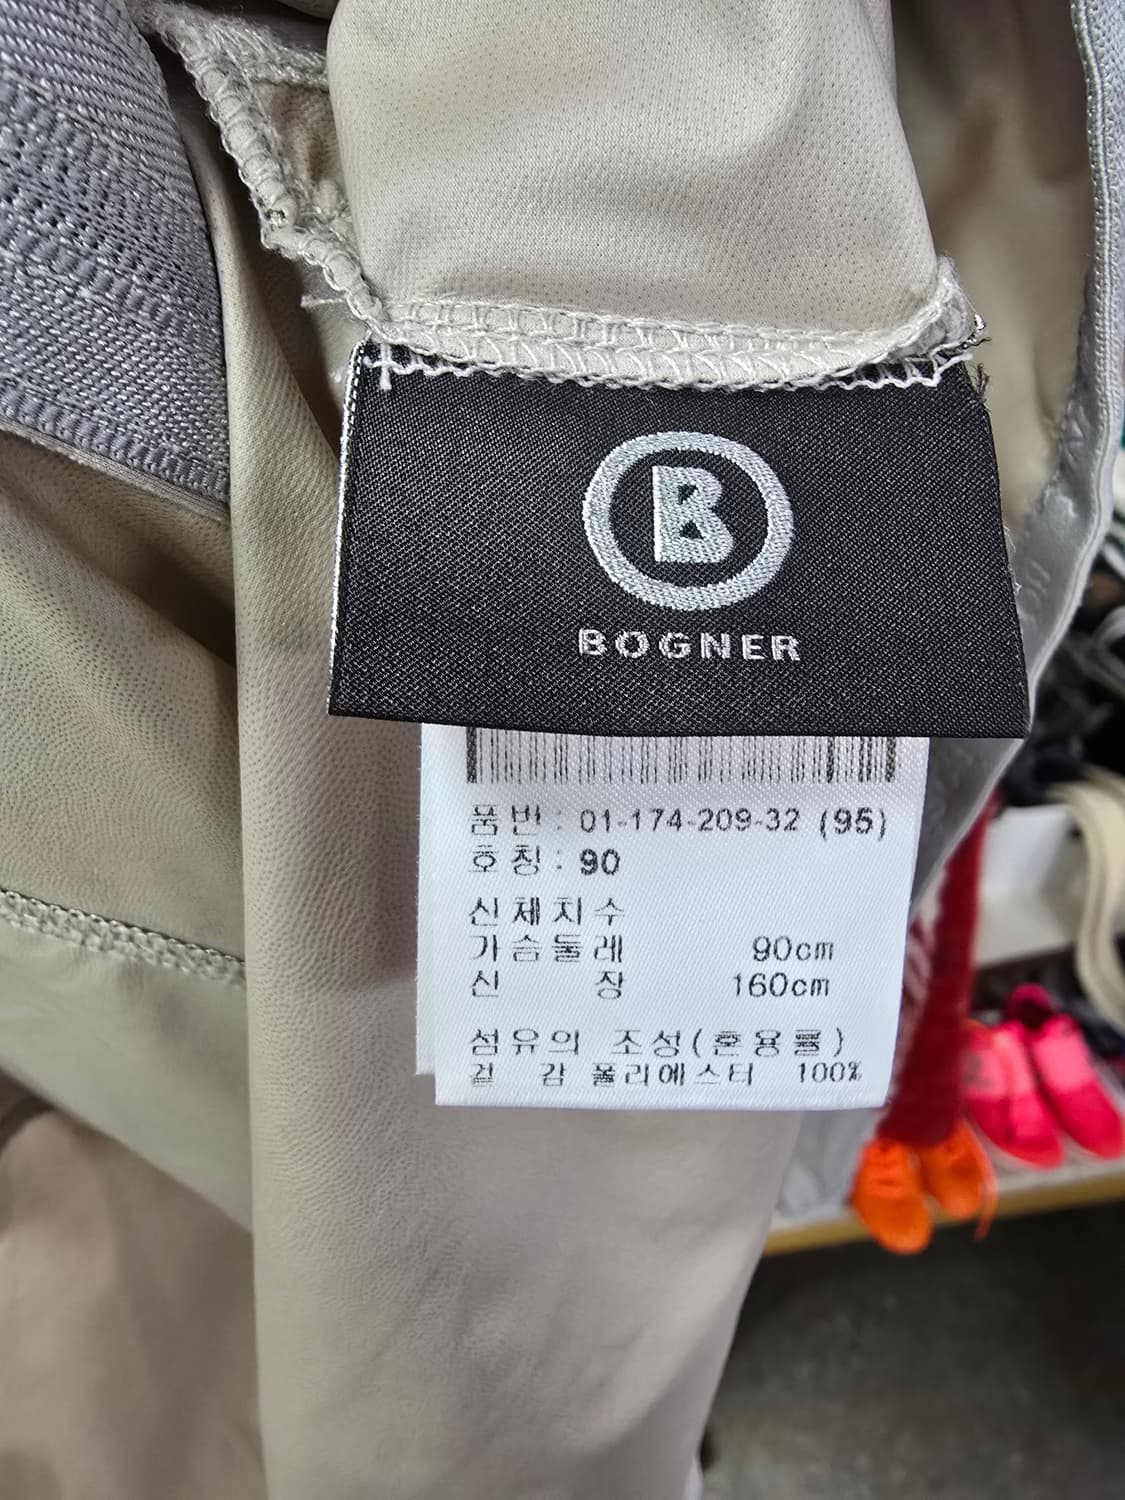 B
BOGNER
품번: 01-174-209-32 (95)
호칭: 90
신체치수
가슴둘레 90cm
신 장 160cm
섬유의 조성(혼용률)
겉 감 폴리에스터 100%